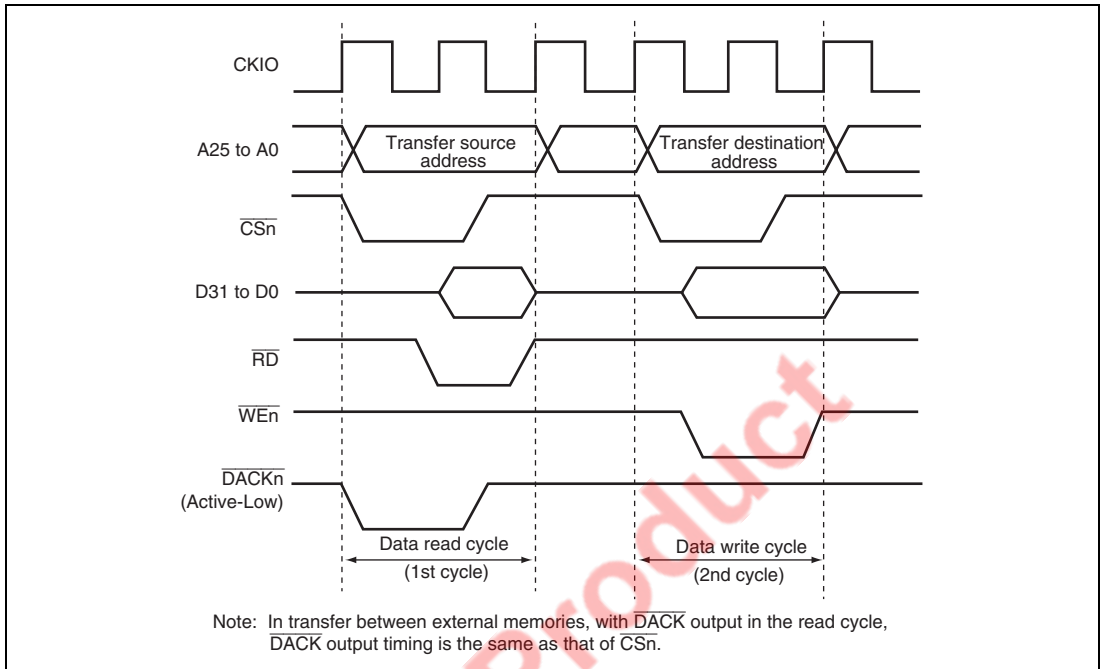 CKIO
A25 to A0
Transfer source
address
Transfer destination
address
CSn
D31 to D0
RD
WEn
DACKn
(Active-Low)
Data read cycle
(1st cycle)
Data write cycle
(2nd cycle)
Note: In transfer between external memories, with DACK output in the read cycle,
DACK output timing is the same as that of CSn.
Product